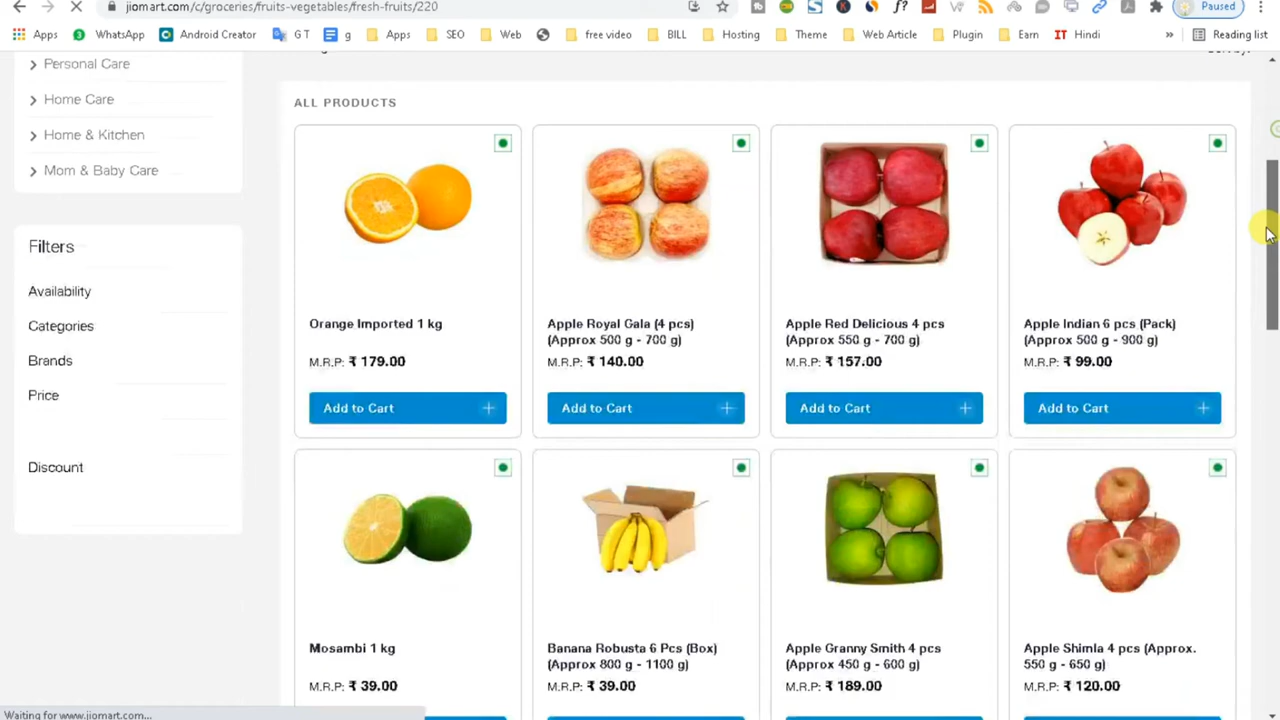 jiomart.com/c/groceries/fruits-vegetables/fresh-fruits/220
Paused
Apps WhatsApp Android Creator G T g Apps SEO Web free video BILL Hosting Theme Web Article Plugin Earn IT Hindi » Reading list
Personal Care
Home Care
Home & Kitchen
Mom & Baby Care
Filters
Availability
Categories
Brands
Price
Discount
ALL PRODUCTS
Orange Imported 1 kg
M.R.P: ₹ 179.00
Add to Cart +
Apple Royal Gala (4 pcs)
(Approx 500 g - 700 g)
M.R.P: ₹ 140.00
Add to Cart +
Apple Red Delicious 4 pcs
(Approx 550 g - 700 g)
M.R.P: ₹ 157.00
Add to Cart +
Apple Indian 6 pcs (Pack)
(Approx 500 g - 900 g)
M.R.P: ₹ 99.00
Add to Cart +
Mosambi 1 kg
M.R.P: ₹ 39.00
Banana Robusta 6 Pcs (Box)
(Approx 800 g - 1100 g)
M.R.P: ₹ 39.00
Apple Granny Smith 4 pcs
(Approx 450 g - 600 g)
M.R.P: ₹ 189.00
Apple Shimla 4 pcs (Approx.
550 g - 650 g)
M.R.P: ₹ 120.00
Waiting for www.jiomart.com...